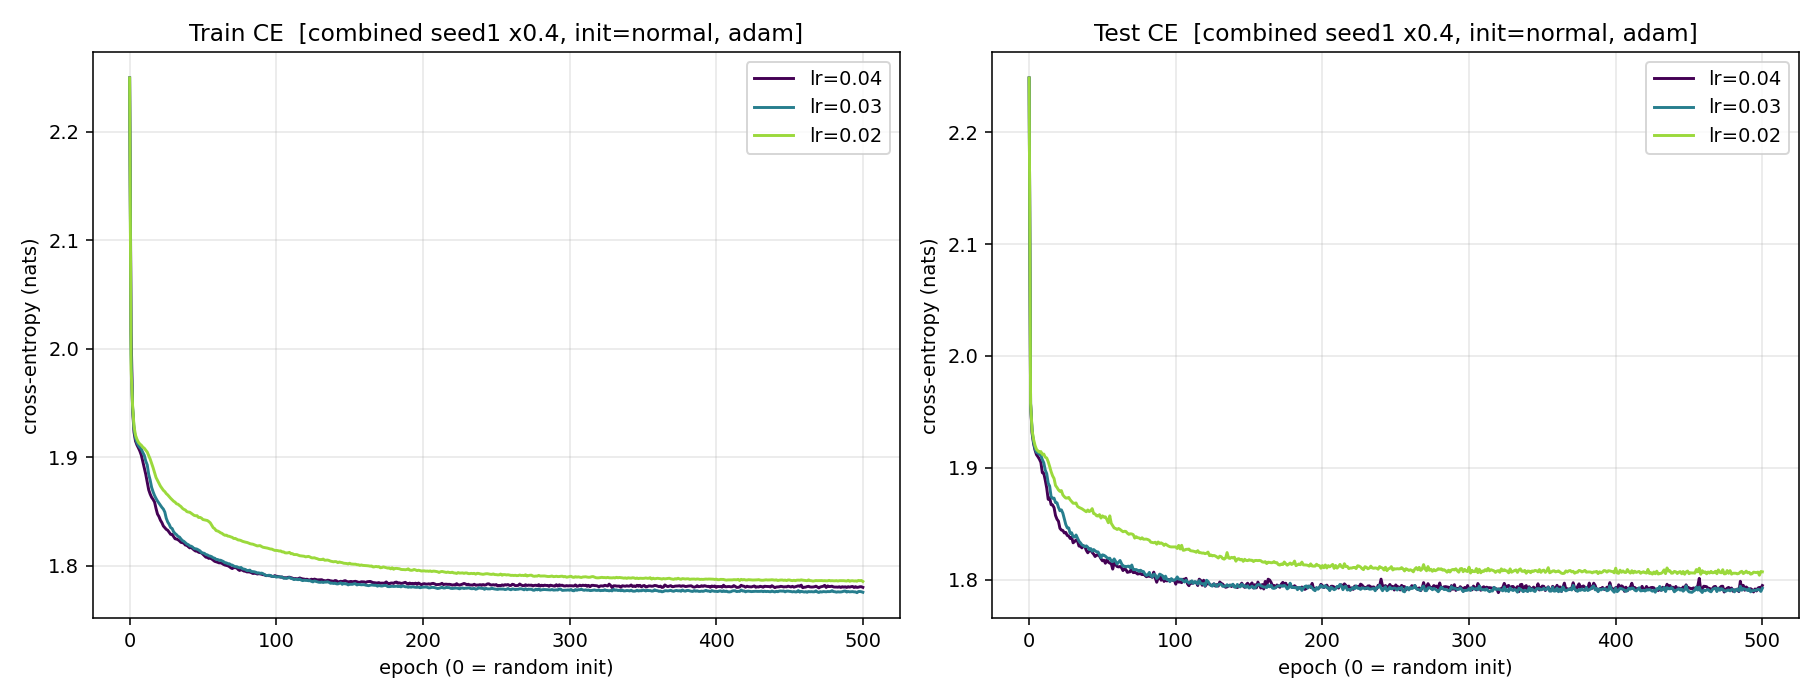 Train CE  [combined seed1 x0.4, init=normal, adam]
lr=0.04
lr=0.03
lr=0.02
cross-entropy (nats)
2.2
2.1
2.0
1.9
1.8
0 100 200 300 400 500
epoch (0 = random init)
Test CE  [combined seed1 x0.4, init=normal, adam]
lr=0.04
lr=0.03
lr=0.02
cross-entropy (nats)
2.2
2.1
2.0
1.9
1.8
0 100 200 300 400 500
epoch (0 = random init)